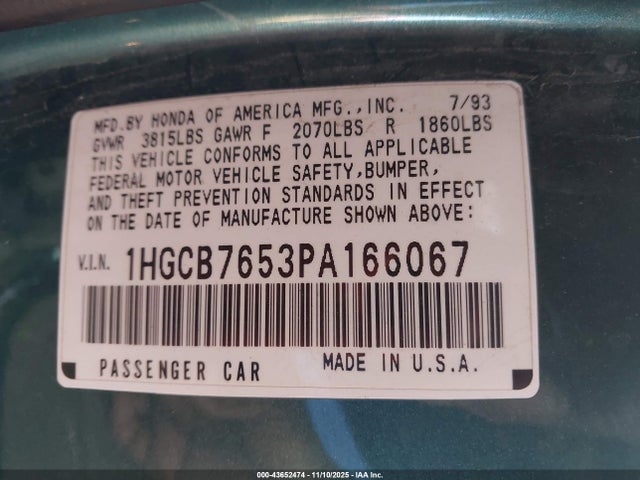 MFD.BY HONDA OF AMERICA MFG.,INC. 7/93
GVWR 3815LBS GAWR F 2070LBS R 1860LBS
THIS VEHICLE CONFORMS TO ALL APPLICABLE
FEDERAL MOTOR VEHICLE SAFETY,BUMPER,
AND THEFT PREVENTION STANDARDS IN EFFECT
ON THE DATE OF MANUFACTURE SHOWN ABOVE:
V.I.N. 1HGCB7653PA166067
PASSENGER CAR MADE IN U.S.A.
000-43652474 - 11/10/2025 - IAA Inc.